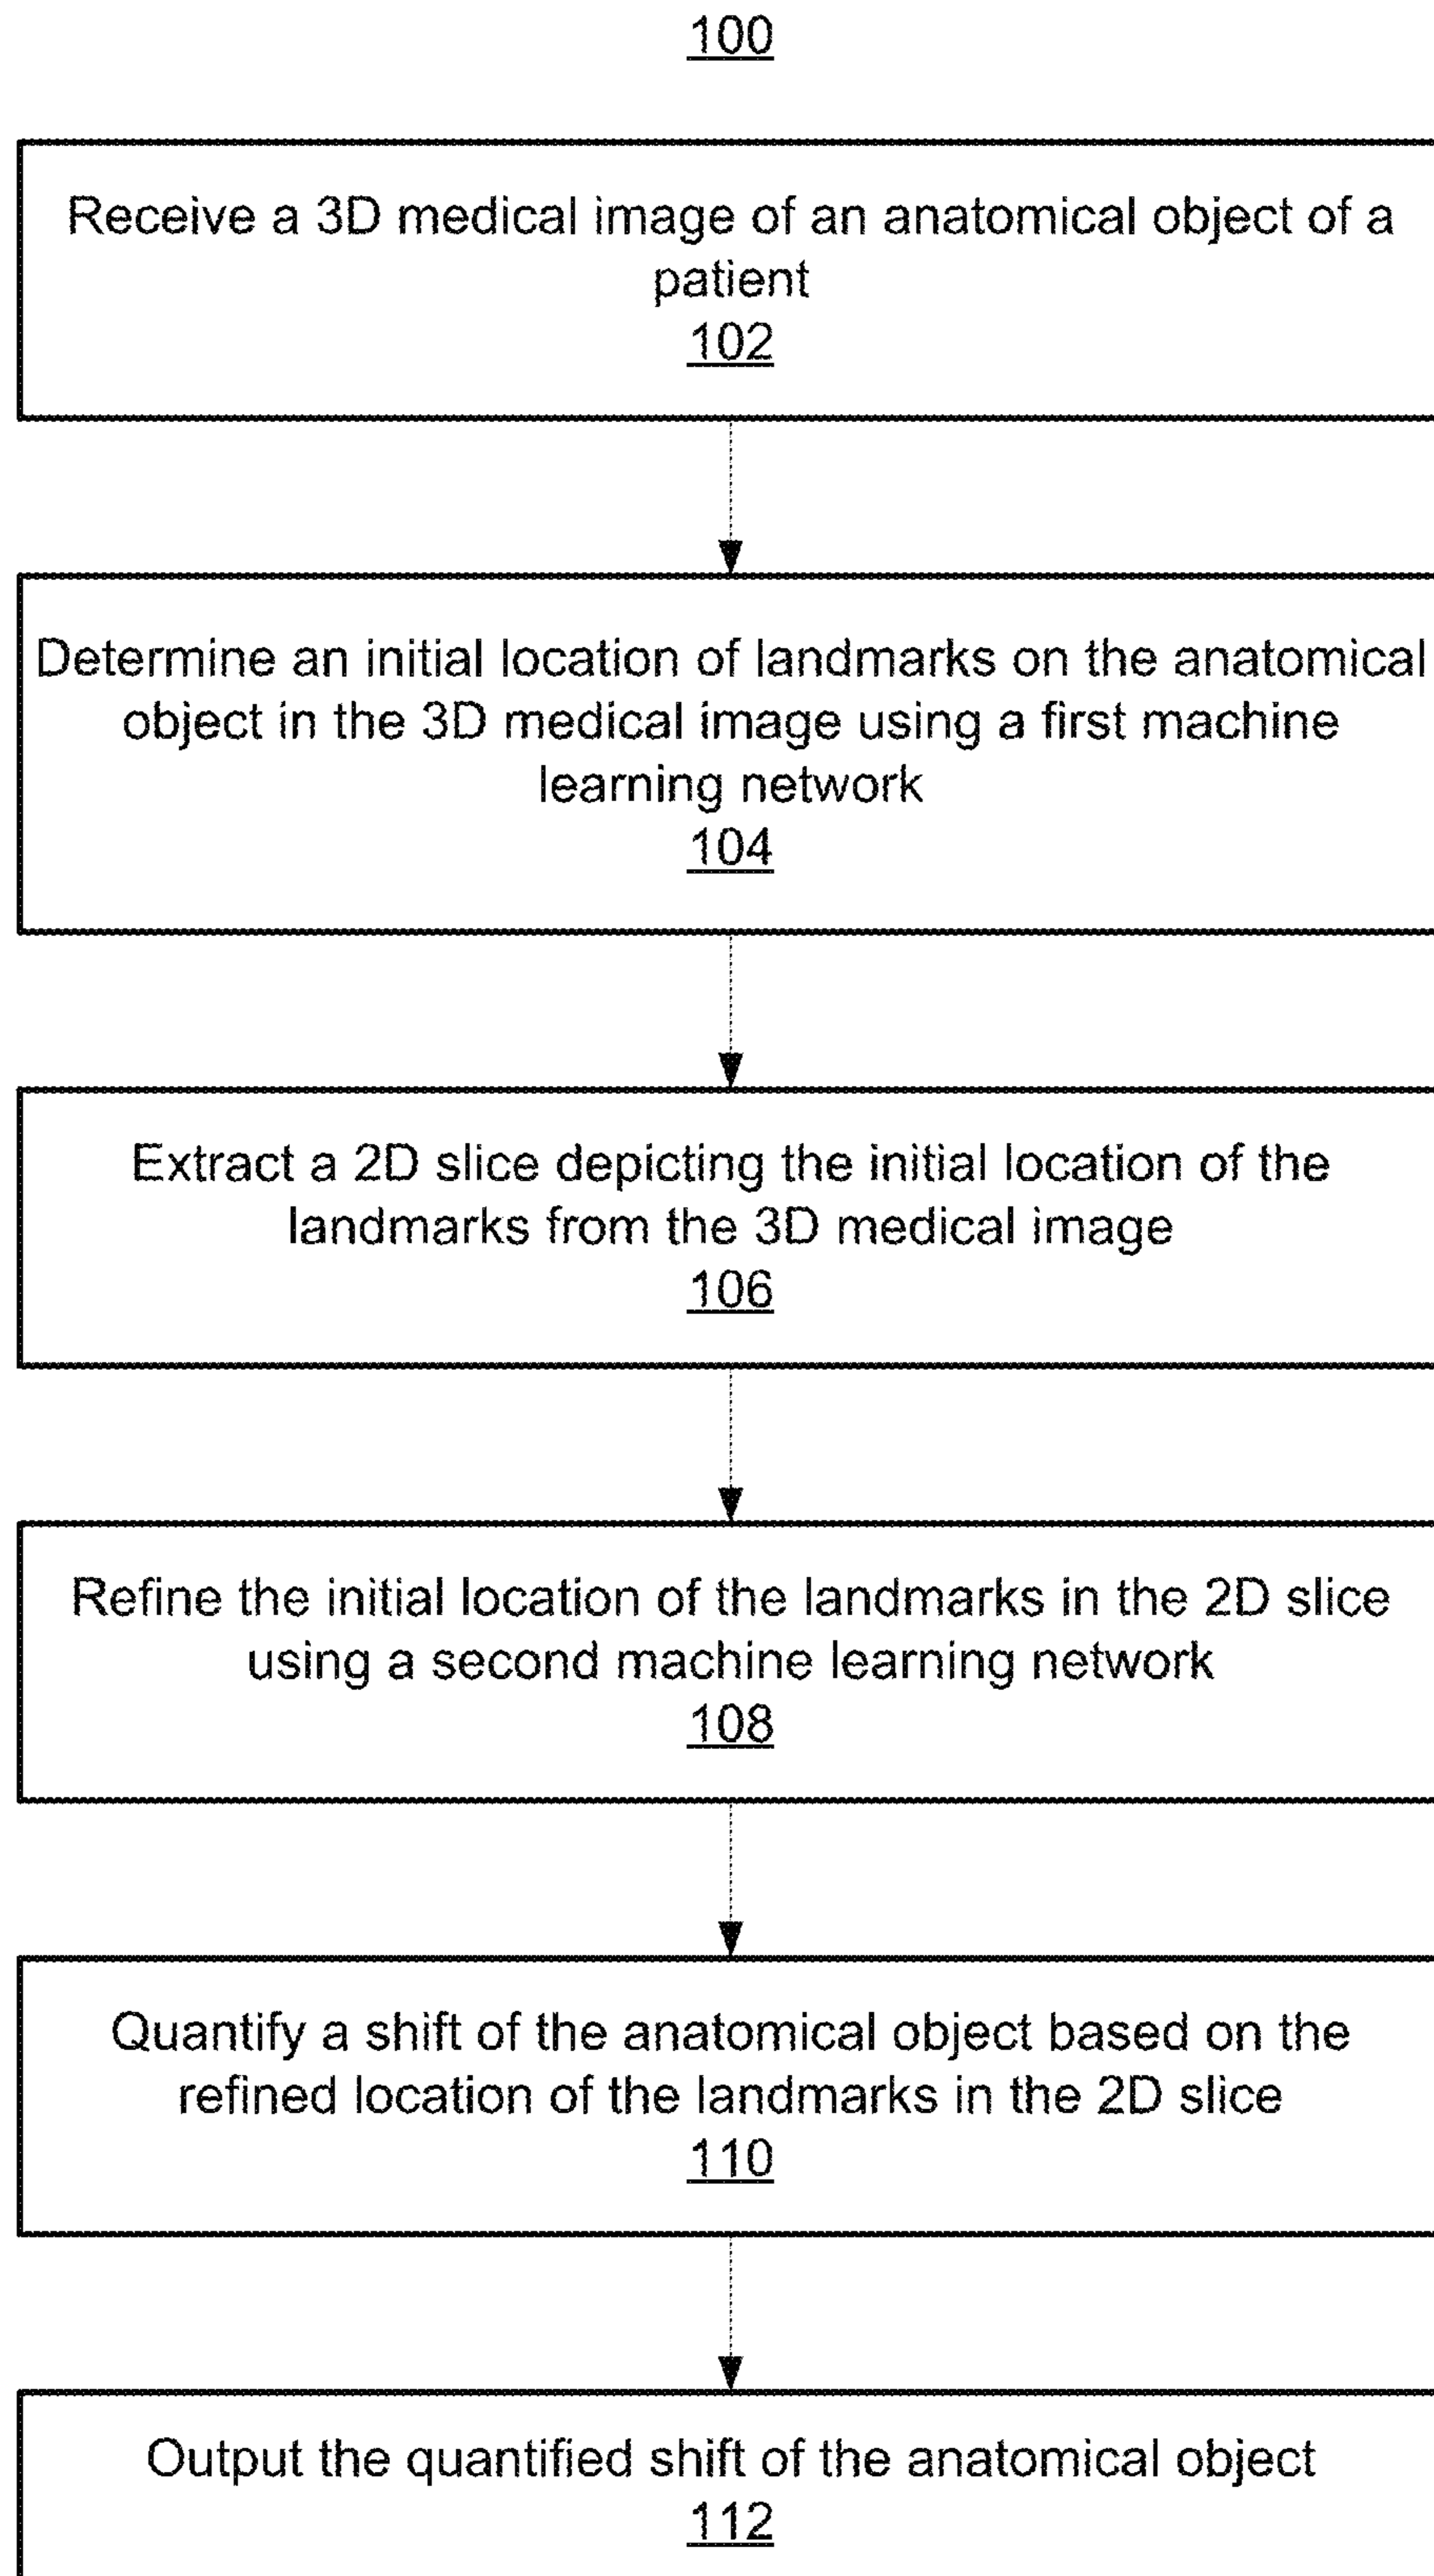 100
Receive a 3D medical image of an anatomical object of a
patient
102
Determine an initial location of landmarks on the anatomical
object in the 3D medical image using a first machine
learning network
104
Extract a 2D slice depicting the initial location of the
landmarks from the 3D medical image
106
Refine the initial location of the landmarks in the 2D slice
using a second machine learning network
108
Quantify a shift of the anatomical object based on the
refined location of the landmarks in the 2D slice
110
Output the quantified shift of the anatomical object
112